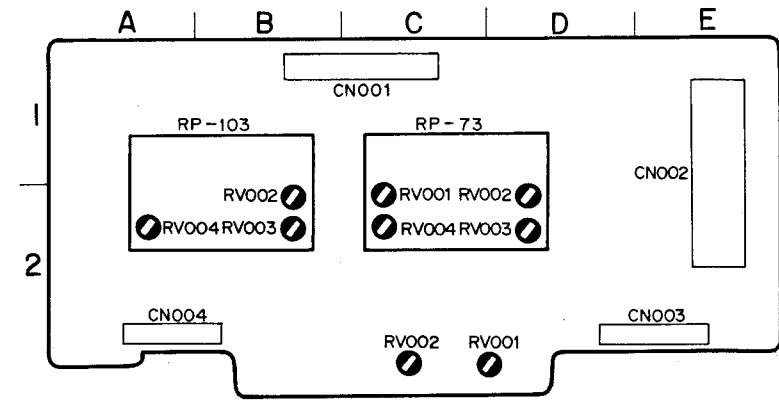 A B C D E
CN001
1
RP-103 RP-73
CN002
RV002 RV001 RV002
RV004 RV003 RV004 RV003
2
CN004 CN003
RV002 RV001